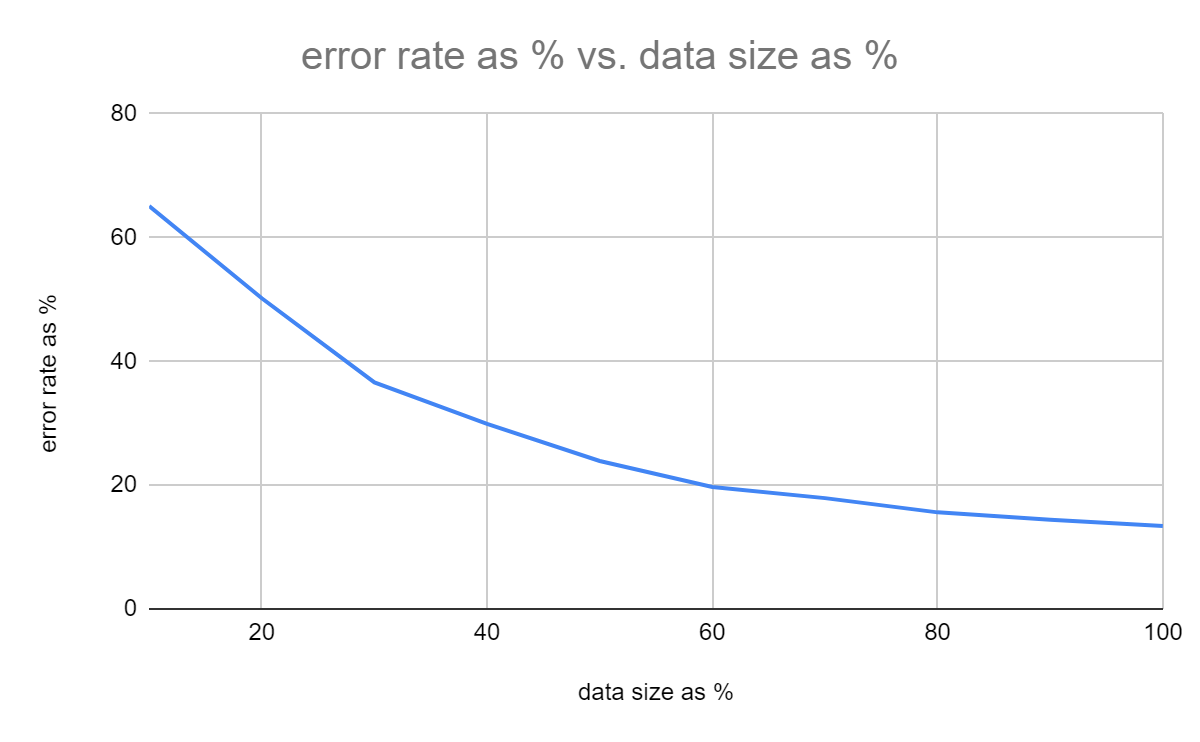 error rate as % vs. data size as %
80
60
40
20
0
error rate as %
20 40 60 80 100
data size as %